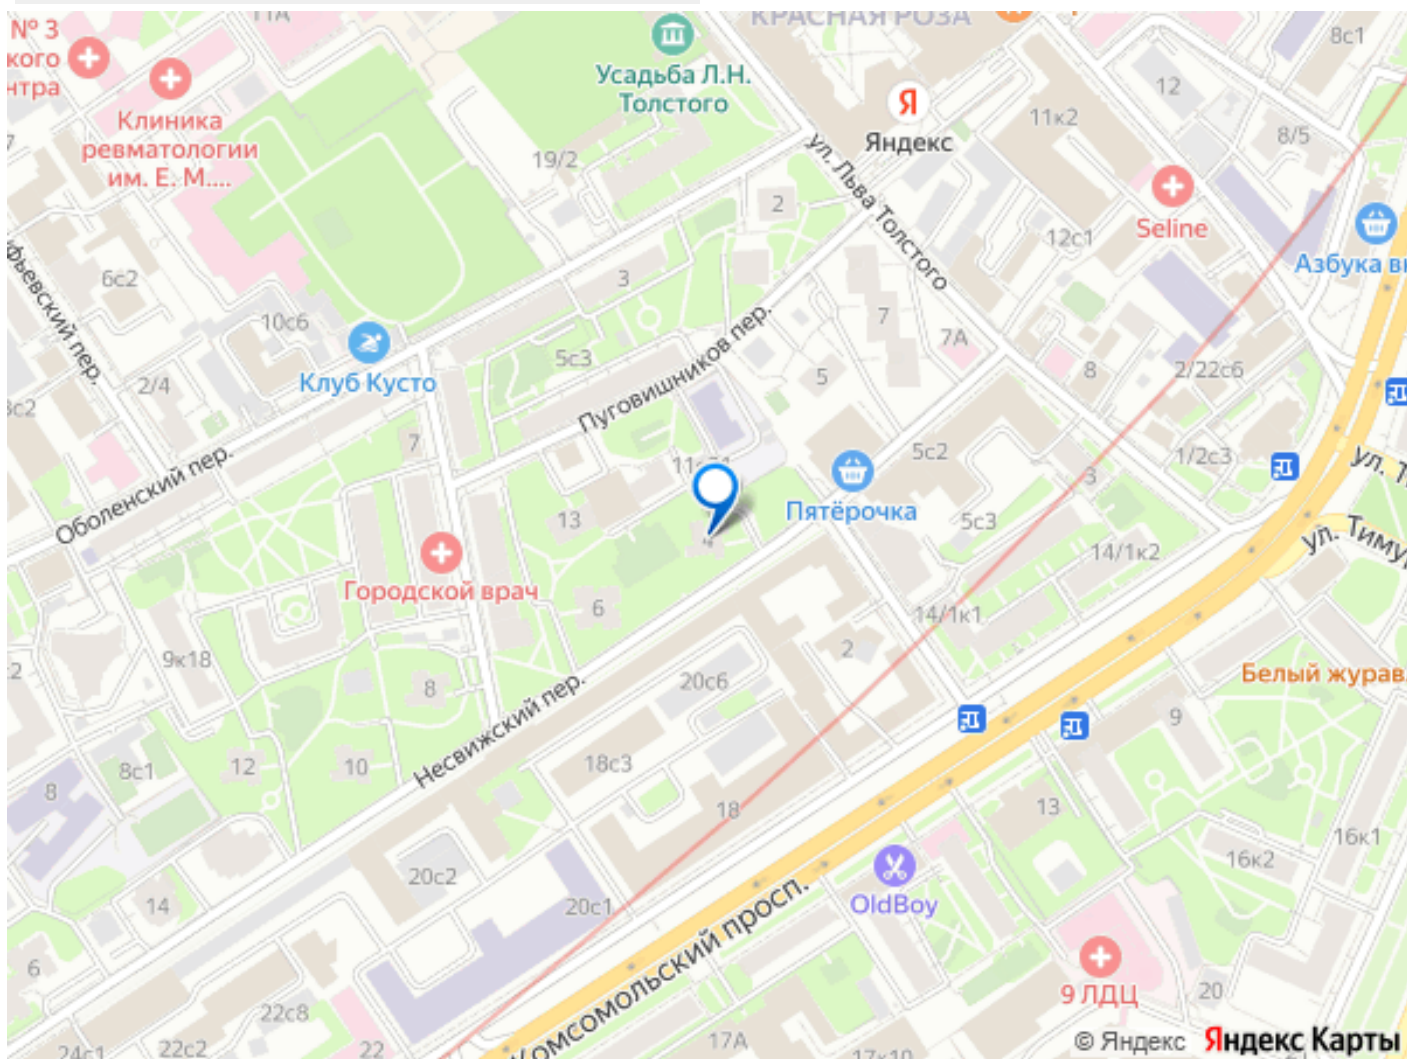 11А
КРАСНАЯ РОЗА
8с1
№ 3
кого
нтра
Усадьба Л.Н.
Толстого
12
Яндекс
11к2
8/5
Клиника
ревматологии
им. Е. М....
19/2
ул. Льва Толстого
2
Seline
12с1
Азбука вк
6с2
3
10с6
7
7А
фьевский пер.
Клуб Кусто
5с3
Пуговишников пер.
5
8
2/22с6
2/4
3с2
7
5с2
1/2с3
3
ул. Т
Оболенский пер.
Пятёрочка
13
4
5с3
ул. Тиму
14/1к2
Городской врач
6
14/1к1
2
9к18
8
20с6
Белый журав
Несвижский пер.
9
12
10
8с1
18с3
8
18
13
16к1
16к2
20с2
14
20с1
OldBoy
Комсомольский просп.
6
9 ЛДЦ
20
22с8
17А
24с1
22с2
22
© Яндекс Яндекс Карты